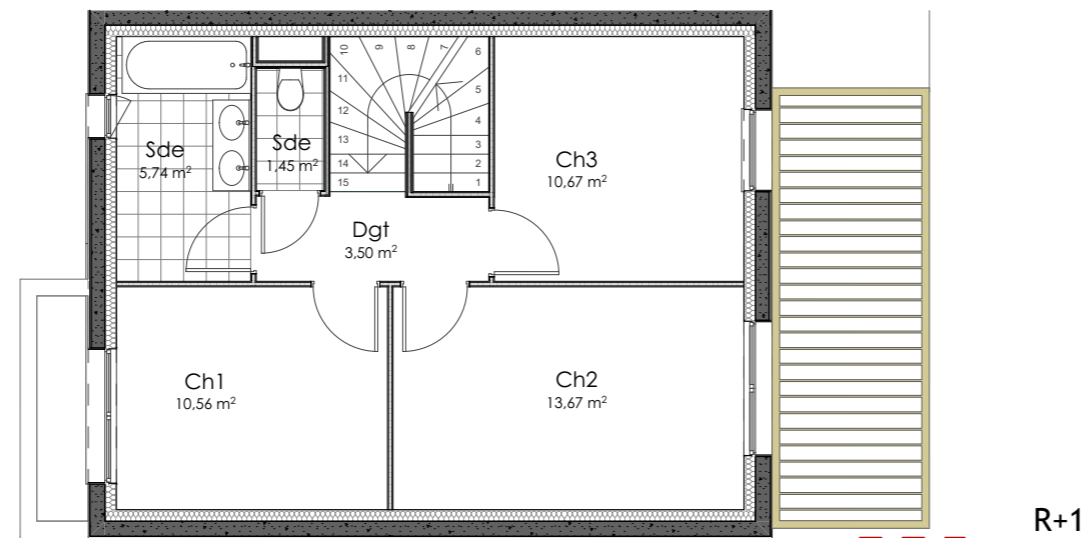 10
9
8
7
6
11
5
12
4
13
3
14
2
15
1
Sde
5,74 m²
Sde
1,45 m²
Ch3
10,67 m²
Dgt
3,50 m²
Ch1
10,56 m²
Ch2
13,67 m²
R+1